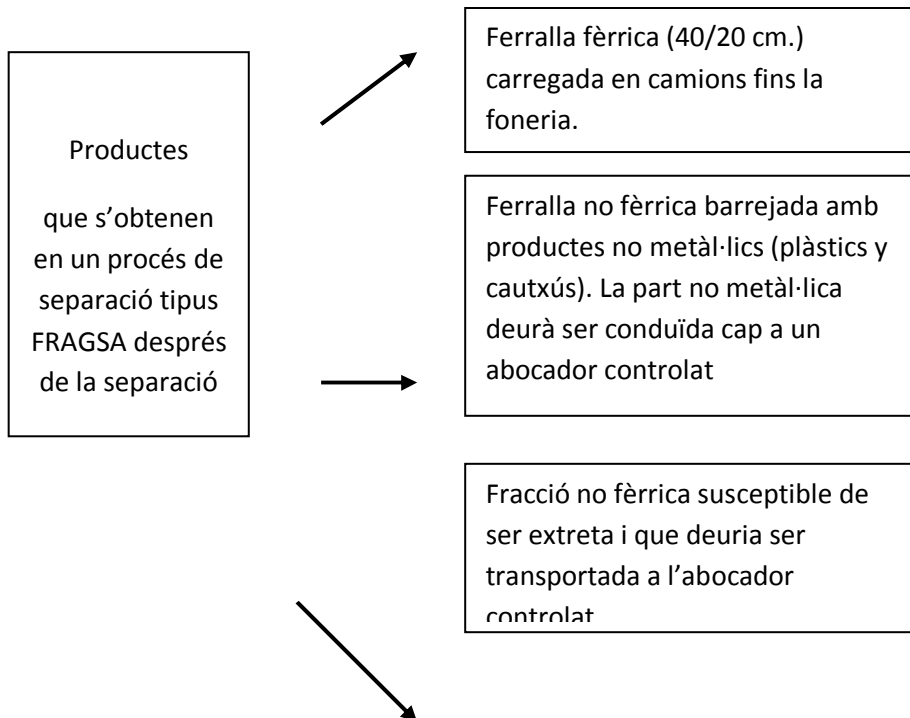 Productes
que s’obtenen
en un procés de
separació tipus
FRAGSA després
de la separació
Ferralla fèrrica (40/20 cm.)
carregada en camions fins la
foneria.
Ferralla no fèrrica barrejada amb
productes no metàl·lics (plàstics y
cautxús). La part no metàl·lica
deurà ser conduïda cap a un
abocador controlat
Fracció no fèrrica susceptible de
ser extreta i que deuria ser
transportada a l’abocador
controlat